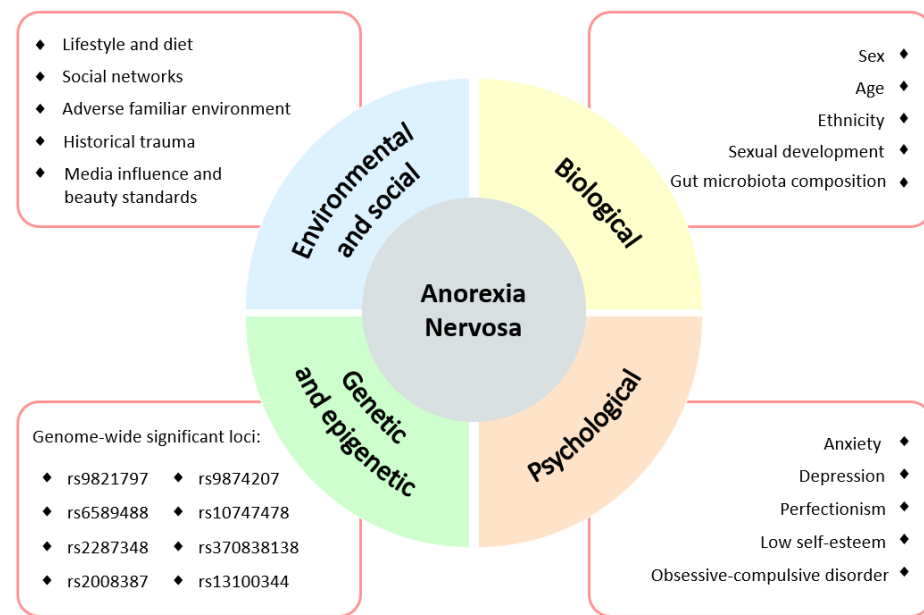 Lifestyle and diet
Social networks
Adverse familiar environment
Historical trauma
Media influence and
beauty standards
Sex
Age
Ethnicity
Sexual development
Gut microbiota composition
Environmental
and social
Biological
Anorexia
Nervosa
Genetic
and epigenetic
Psychological
Genome-wide significant loci:
rs9821797 rs9874207
rs6589488 rs10747478
rs2287348 rs370838138
rs2008387 rs13100344
Anxiety
Depression
Perfectionism
Low self-esteem
Obsessive-compulsive disorder